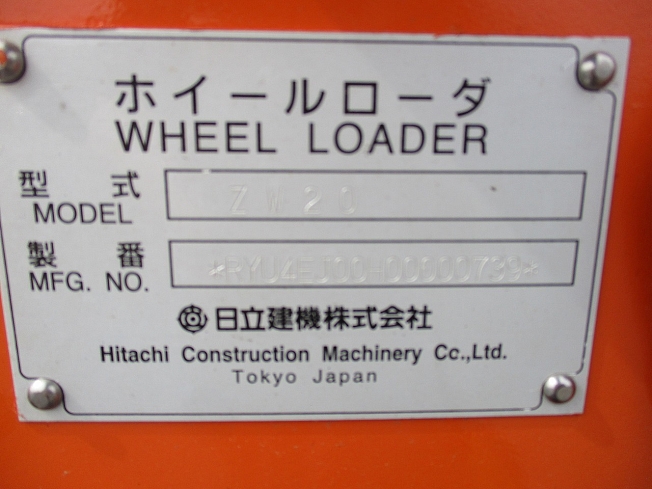 ホイールローダ
WHEEL LOADER
型式 ZW20
MODEL
製番
MFG. NO.
日立建機株式会社
Hitachi Construction Machinery Co.,Ltd.
Tokyo Japan